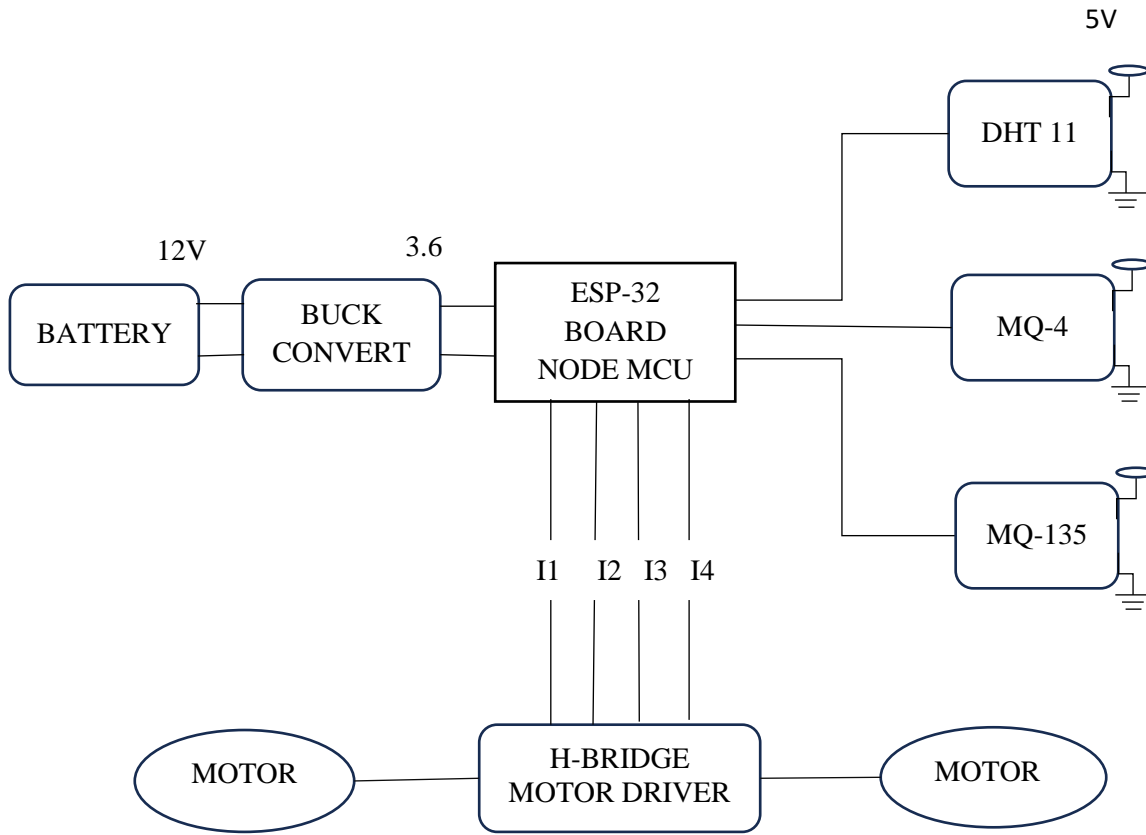 5V
DHT 11
12V
3.6
BATTERY
BUCK
CONVERT
ESP-32
BOARD
NODE MCU
MQ-4
MQ-135
I1 I2 I3 I4
MOTOR
H-BRIDGE
MOTOR DRIVER
MOTOR